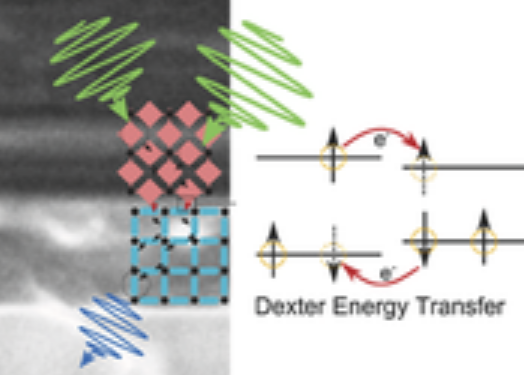 e⁻
e⁻
Dexter Energy Transfer